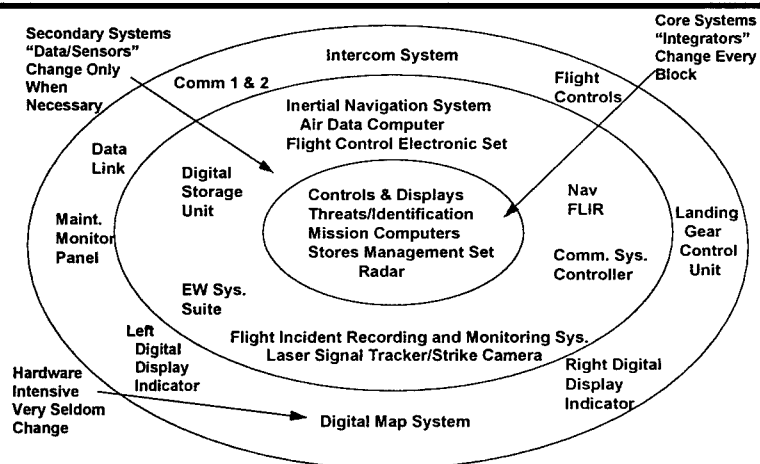 Secondary Systems
“Data/Sensors”
Change Only
When
Necessary
Core Systems
“Integrators”
Change Every
Block
Intercom System
Comm 1 & 2
Flight
Controls
Inertial Navigation System
Air Data Computer
Flight Control Electronic Set
Data
Link
Digital
Storage
Unit
Controls & Displays
Threats/Identification
Mission Computers
Stores Management Set
Radar
Nav
FLIR
Maint.
Monitor
Panel
Landing
Gear
Control
Unit
Comm. Sys.
Controller
EW Sys.
Suite
Left
Digital
Display
Indicator
Flight Incident Recording and Monitoring Sys.
Laser Signal Tracker/Strike Camera
Right Digital
Display
Indicator
Hardware
Intensive
Very Seldom
Change
Digital Map System